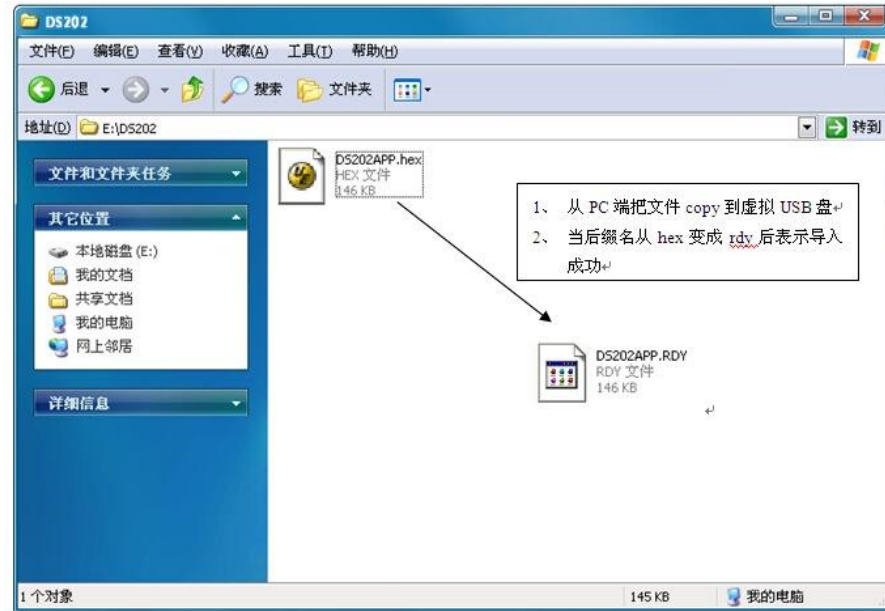 DS202
文件(F) 编辑(E) 查看(V) 收藏(A) 工具(T) 帮助(H)
后退 搜索 文件夹
地址(D) E:\DS202 转到
文件和文件夹任务
其它位置
本地磁盘 (E:)
我的文档
共享文档
我的电脑
网上邻居
详细信息
DS202APP.hex
HEX 文件
146 KB
1、 从 PC 端把文件 copy 到虚拟 USB 盘↵
2、 当后缀名从 hex 变成 rdy 后表示导入
成功↵
DS202APP.RDY
RDY 文件
146 KB
↵
1 个对象 145 KB 我的电脑